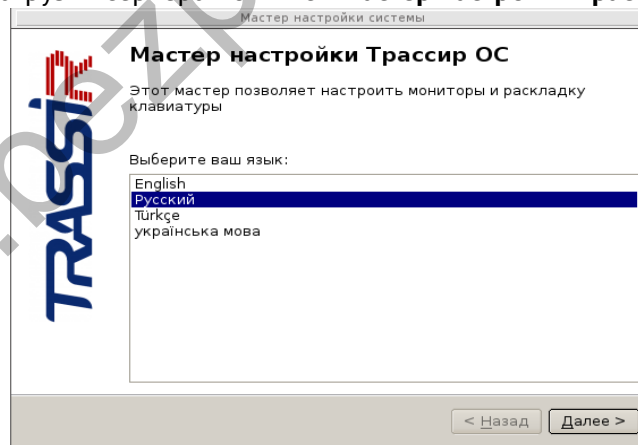 Мастер настройки системы
Мастер настройки Трассир ОС
Этот мастер позволяет настроить мониторы и раскладку
клавиатуры
Выберите ваш язык:
English
Русский
Türkçe
українська мова
TRASSIR
< Назад
Далее >